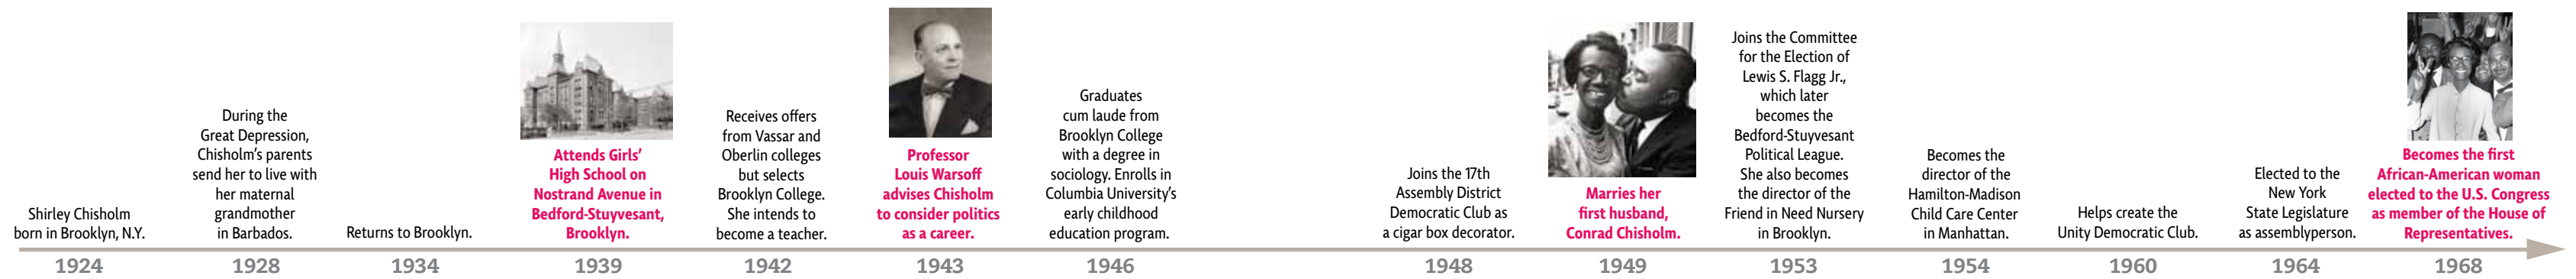 Shirley Chisholm
born in Brooklyn, N.Y.
1924
During the
Great Depression,
Chisholm's parents
send her to live with
her maternal
grandmother
in Barbados.
1928
Returns to Brooklyn.
1934
Attends Girls'
High School on
Nostrand Avenue in
Bedford-Stuyvesant,
Brooklyn.
1939
Receives offers
from Vassar and
Oberlin colleges
but selects
Brooklyn College.
She intends to
become a teacher.
1942
Professor
Louis Warsoff
advises Chisholm
to consider politics
as a career.
1943
Graduates
cum laude from
Brooklyn College
with a degree in
sociology. Enrolls in
Columbia University's
early childhood
education program.
1946
Joins the 17th
Assembly District
Democratic Club as
a cigar box decorator.
1948
Marries her
first husband,
Conrad Chisholm.
1949
Joins the Committee
for the Election of
Lewis S. Flagg Jr.,
which later
becomes the
Bedford-Stuyvesant
Political League.
She also becomes
the director of the
Friend in Need Nursery
in Brooklyn.
1953
Becomes the
director of the
Hamilton-Madison
Child Care Center
in Manhattan.
1954
Helps create the
Unity Democratic Club.
1960
Elected to the
New York
State Legislature
as assemblyperson.
1964
Becomes the first
African-American woman
elected to the U.S. Congress
as member of the House of
Representatives.
1968